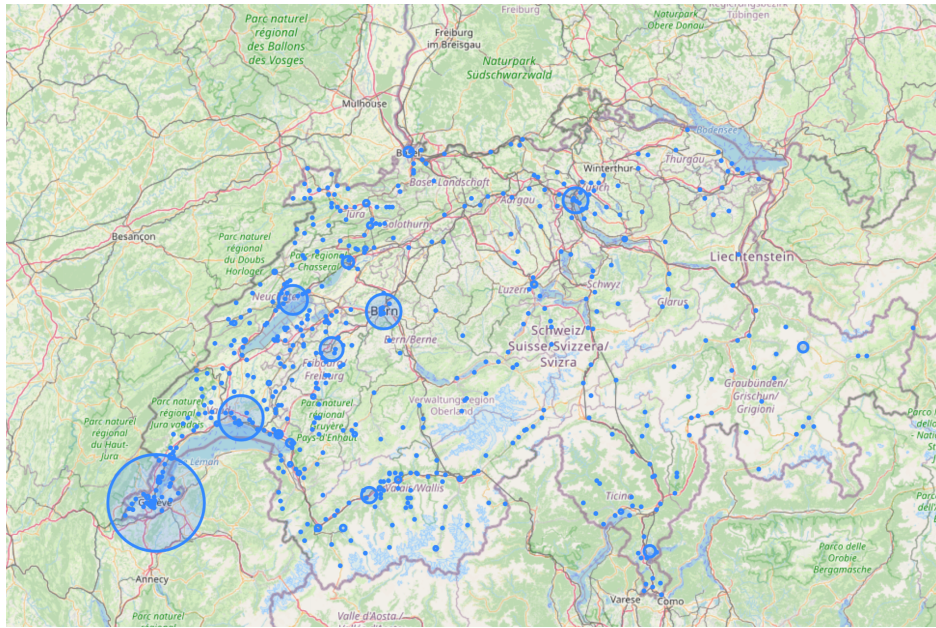 Parc naturel
régional
des Ballons
des Vosges
Freiburg
Freiburg
im Breisgau
Naturpark
Südschwarzwald
Naturpark
Obere Donau
Tübingen
Mulhouse
Bodensee
Thurgau
Winterthur
Basel-Landschaft
Aargau
Jura
Solothurn
Besançon
Parc naturel
régional
du Doubs
Horloger
Chasseral
Liechtenstein
Luzern
Schwyz
Glarus
Bern
Bern/Berne
Schweiz/
Suisse/Svizzera/
Svizra
Freiburg
Verwaltungsregion
Oberland
Graubünden/
Grischun/
Grigioni
Parc naturel
régional
Jura vaudois
Parc naturel
régional
du Haut-
Jura
Parc naturel
régional
Gruyère
Pays-d'Enhaut
Léman
Valais/Wallis
Ticino
Annecy
Parc naturel
Varese
Como
Parco delle
Orobie
Bergamasche
Valle d'Aosta /